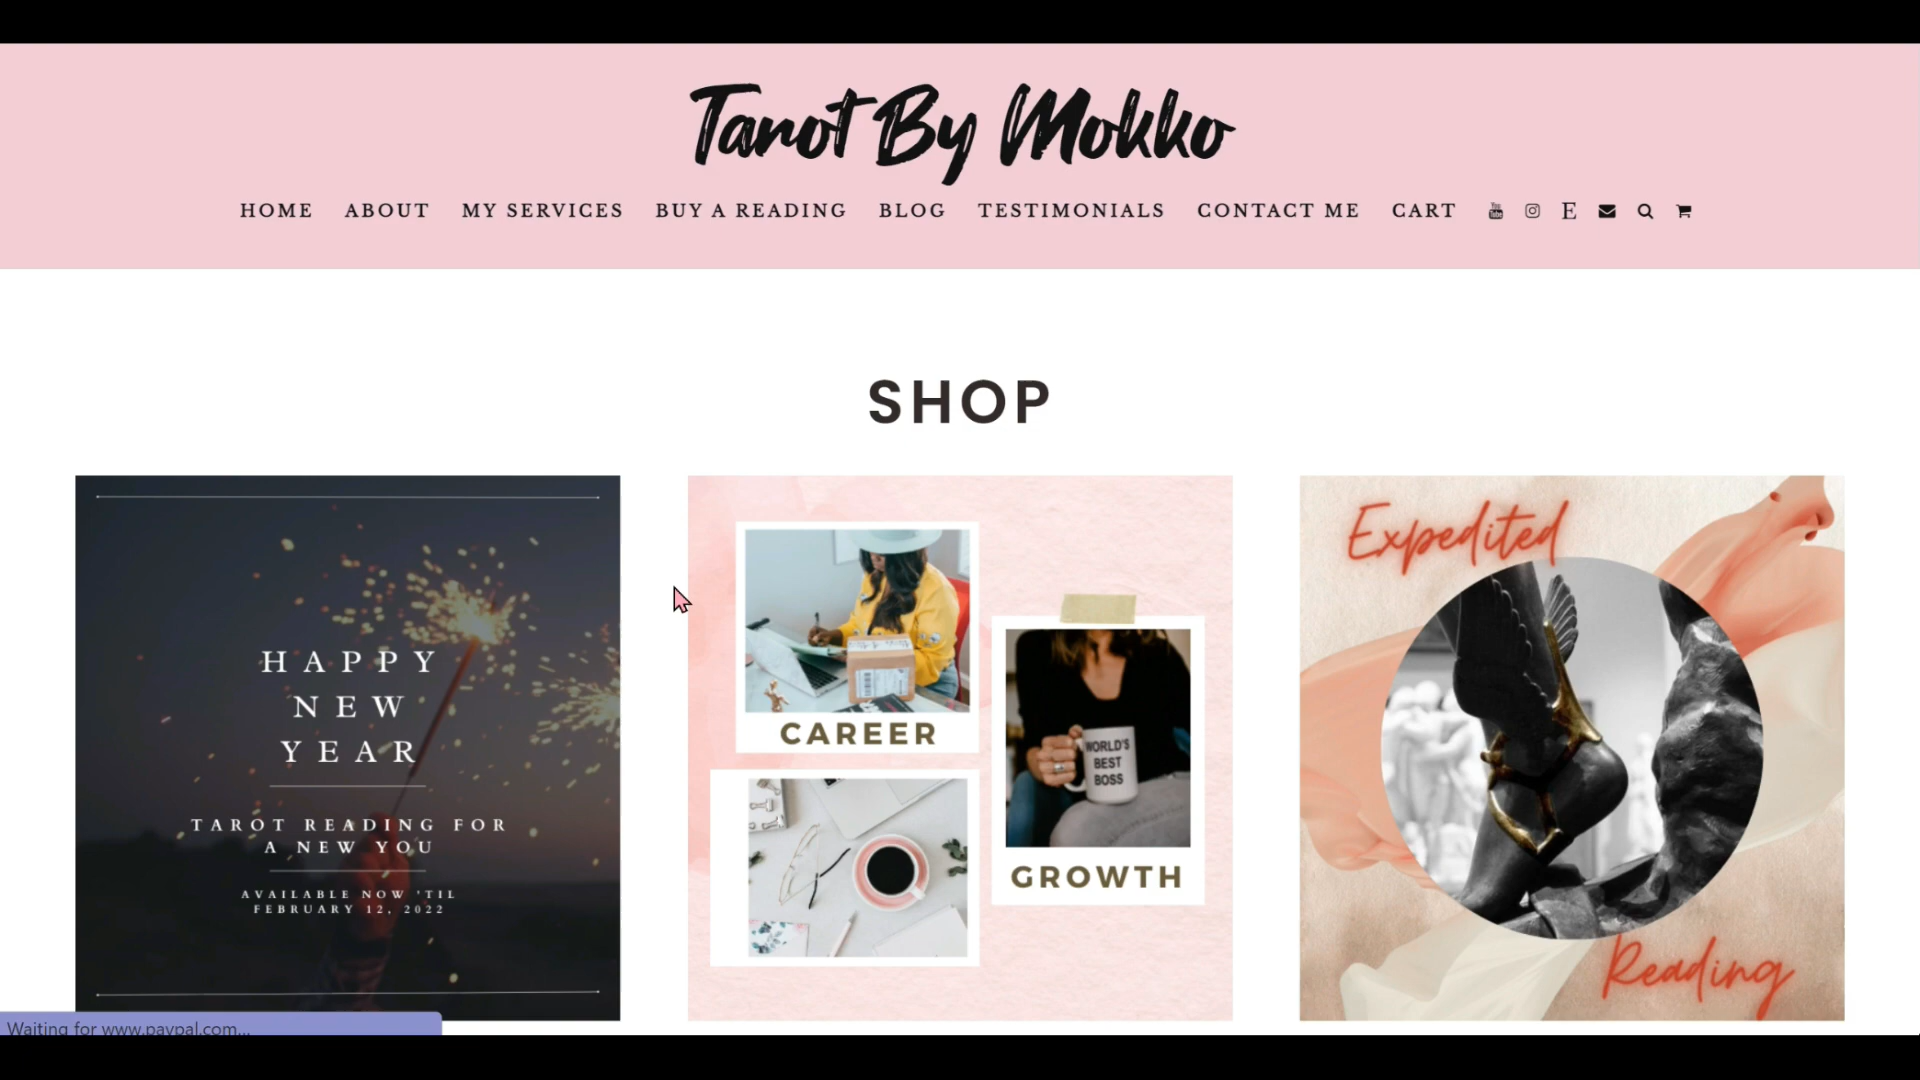 Tarot By Mokko
HOME ABOUT MY SERVICES BUY A READING BLOG TESTIMONIALS CONTACT ME CART E
SHOP
HAPPY
NEW
YEAR
TAROT READING FOR
A NEW YOU
AVAILABLE NOW 'TIL
FEBRUARY 12, 2022
CAREER
WORLD'S
BEST
BOSS
GROWTH
Expedited
Reading
Waiting for www.paypal.com...